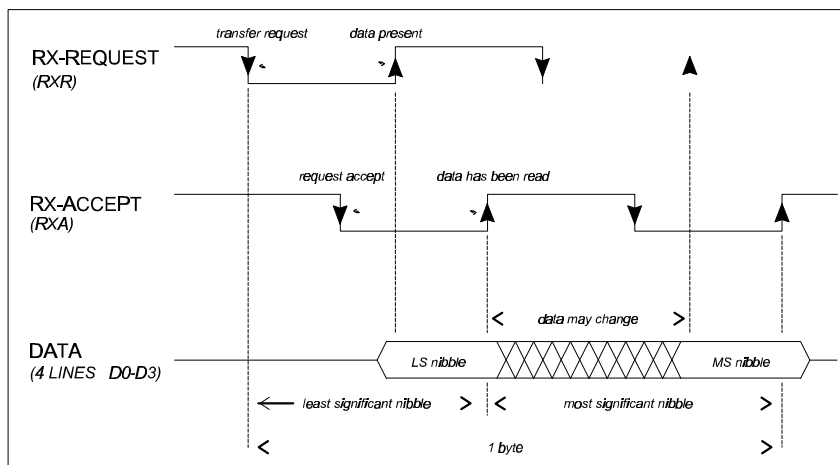 transfer request data present
RX-REQUEST
(RXR)
request accept data has been read
RX-ACCEPT
(RXA)
data may change
DATA
(4 LINES D0-D3)
LS nibble MS nibble
least significant nibble most significant nibble
1 byte